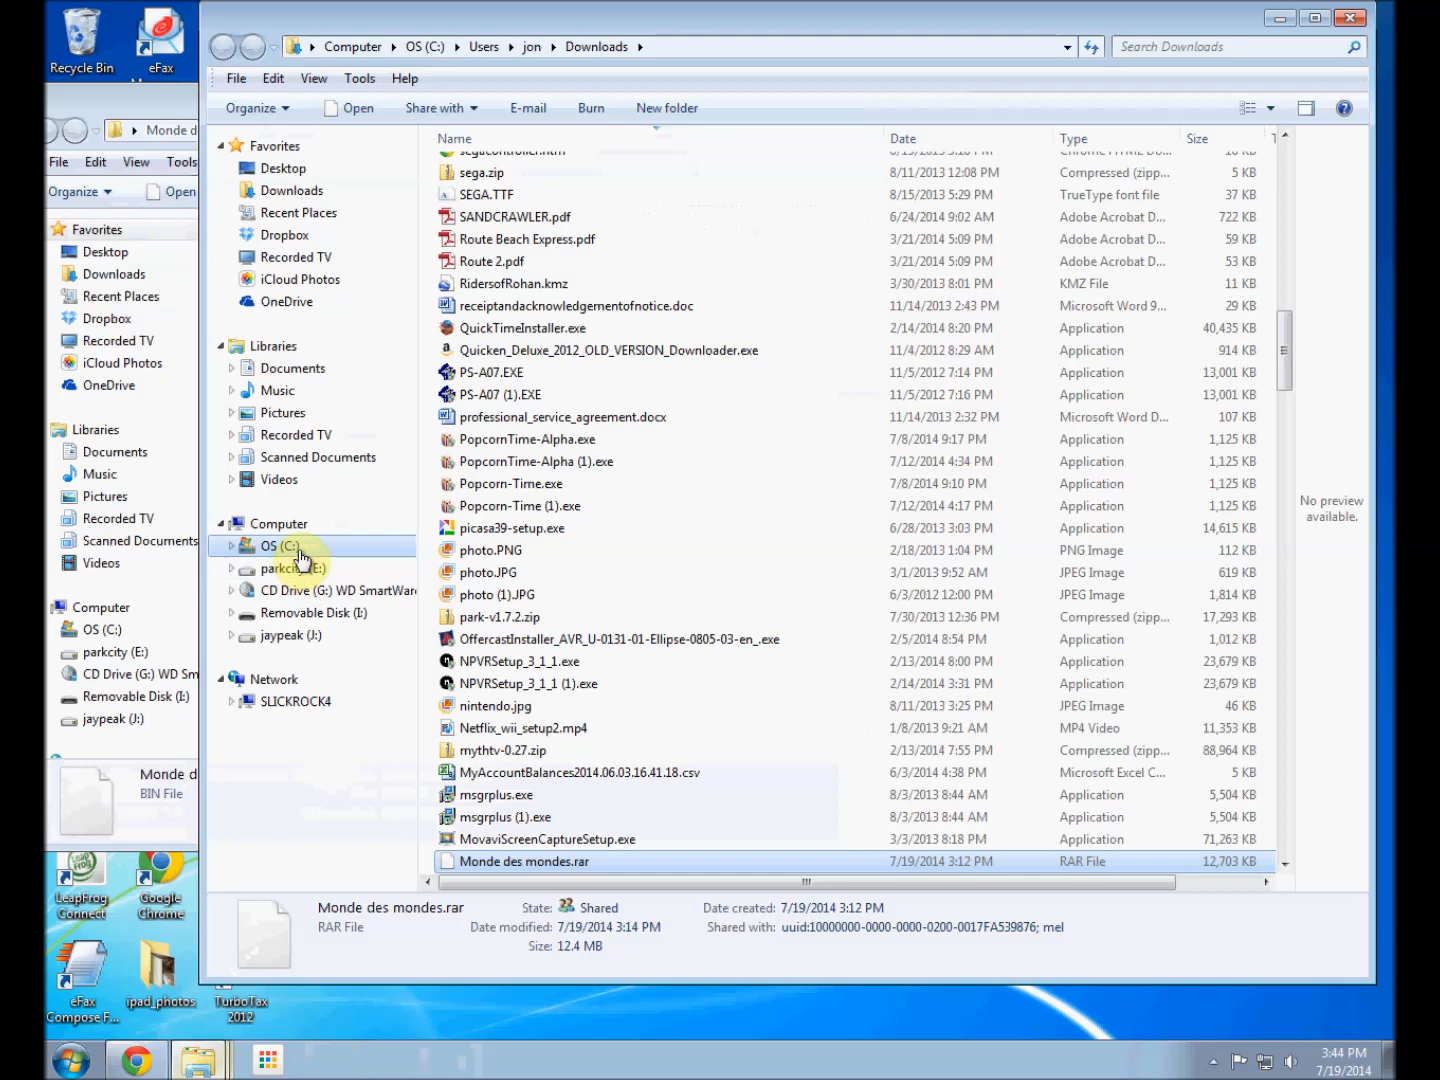 Recycle Bin
eFax
Computer
OS (C:)
Users
jon
Downloads
Search Downloads
File
Edit
View
Tools
Help
Organize
Open
Share with
E-mail
Burn
New folder
Monde d
File
Edit
View
Tools
Organize
Open
Favorites
Desktop
Downloads
Recent Places
Dropbox
Recorded TV
iCloud Photos
OneDrive
Libraries
Documents
Music
Pictures
Recorded TV
Scanned Documents
Videos
Computer
OS (C:)
parkcity (E:)
CD Drive (G:) WD Sm
Removable Disk (I:)
jaypeak (J:)
Monde d
BIN File
Favorites
Desktop
Downloads
Recent Places
Dropbox
Recorded TV
iCloud Photos
OneDrive
Libraries
Documents
Music
Pictures
Recorded TV
Scanned Documents
Videos
Computer
OS (C:)
parkcity (E:)
CD Drive (G:) WD SmartWar
Removable Disk (I:)
jaypeak (J:)
Network
SLICKROCK4
Name Date Type Size
sega.zip 8/11/2013 12:08 PM Compressed (zipp... 5 KB
SEGA.TTF 8/15/2013 5:29 PM TrueType font file 37 KB
SANDCRAWLER.pdf 6/24/2014 9:02 AM Adobe Acrobat D... 722 KB
Route Beach Express.pdf 3/21/2014 5:09 PM Adobe Acrobat D... 59 KB
Route 2.pdf 3/21/2014 5:09 PM Adobe Acrobat D... 53 KB
RidersofRohan.kmz 3/30/2013 8:01 PM KMZ File 11 KB
receiptandacknowledgementofnotice.doc 11/14/2013 2:43 PM Microsoft Word 9... 29 KB
QuickTimeInstaller.exe 2/14/2014 8:20 PM Application 40,435 KB
Quicken_Deluxe_2012_OLD_VERSION_Downloader.exe 11/4/2012 8:29 AM Application 914 KB
PS-A07.EXE 11/5/2012 7:14 PM Application 13,001 KB
PS-A07 (1).EXE 11/5/2012 7:16 PM Application 13,001 KB
professional_service_agreement.docx 11/14/2013 2:32 PM Microsoft Word D... 107 KB
PopcornTime-Alpha.exe 7/8/2014 9:17 PM Application 1,125 KB
PopcornTime-Alpha (1).exe 7/12/2014 4:34 PM Application 1,125 KB
Popcorn-Time.exe 7/8/2014 9:10 PM Application 1,125 KB
Popcorn-Time (1).exe 7/12/2014 4:17 PM Application 1,125 KB
picasa39-setup.exe 6/28/2013 3:03 PM Application 14,615 KB
photo.PNG 2/18/2013 1:04 PM PNG Image 112 KB
photo.JPG 3/1/2013 9:52 AM JPEG Image 619 KB
photo (1).JPG 6/3/2012 12:00 PM JPEG Image 1,814 KB
park-v1.7.2.zip 7/30/2013 12:36 PM Compressed (zipp... 17,293 KB
OffercastInstaller_AVR_U-0131-01-Ellipse-0805-03-en_.exe 2/5/2014 8:54 PM Application 1,012 KB
NPVRSetup_3_1_1.exe 2/13/2014 8:00 PM Application 23,679 KB
NPVRSetup_3_1_1 (1).exe 2/14/2014 3:31 PM Application 23,679 KB
nintendo.jpg 8/11/2013 3:25 PM JPEG Image 46 KB
Netflix_wii_setup2.mp4 1/8/2013 9:21 AM MP4 Video 11,353 KB
mythtv-0.27.zip 2/13/2014 7:55 PM Compressed (zipp... 88,964 KB
MyAccountBalances2014.06.03.16.41.18.csv 6/3/2014 4:38 PM Microsoft Excel C... 5 KB
msgrplus.exe 8/3/2013 8:44 AM Application 5,504 KB
msgrplus (1).exe 8/3/2013 8:44 AM Application 5,504 KB
MovaviScreenCaptureSetup.exe 3/3/2013 8:18 PM Application 71,263 KB
Monde des mondes.rar 7/19/2014 3:12 PM RAR File 12,703 KB
No preview
available.
Monde des mondes.rar State: Shared Date created: 7/19/2014 3:12 PM
RAR File Date modified: 7/19/2014 3:14 PM Shared with: uuid:10000000-0000-0000-0200-0017FA539876; mel
Size: 12.4 MB
LeapFrog
Connect
Google
Chrome
eFax
Compose F...
ipad_photos
TurboTax
2012
3:44 PM
7/19/2014